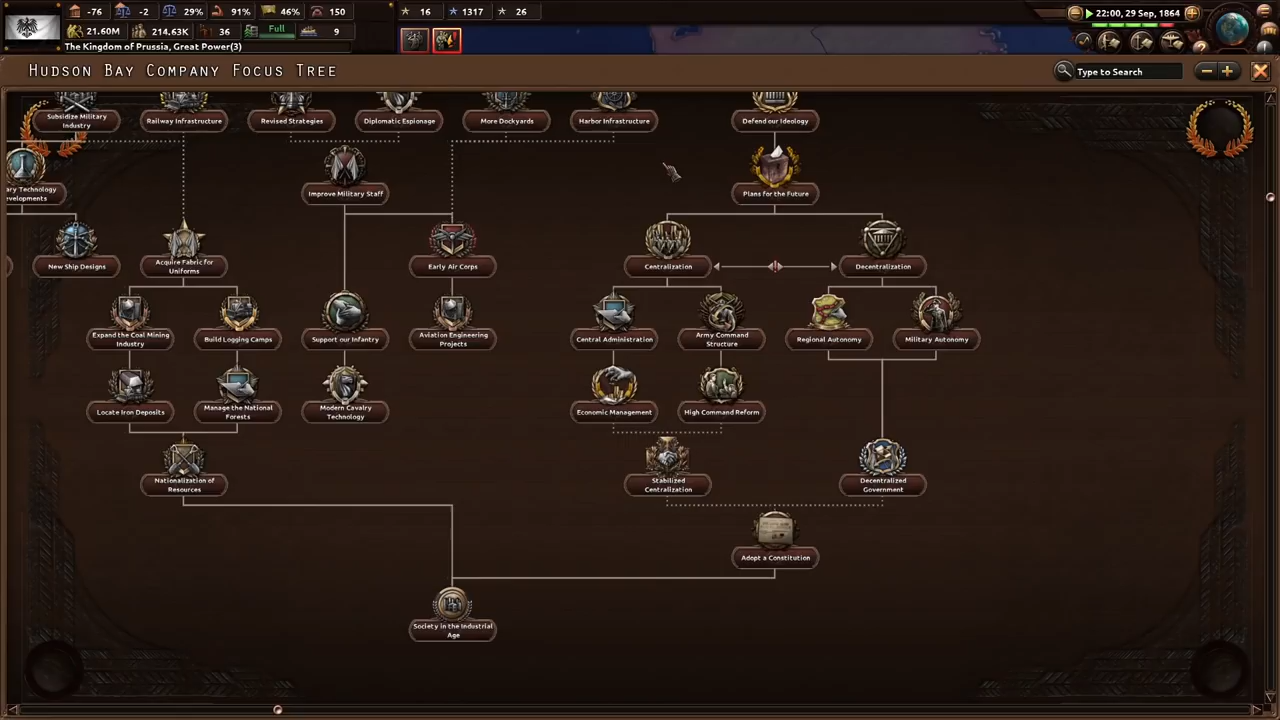 -76 -2 29% 91% 46% 150 16 1317 26 22:00, 29 Sep, 1864
21.60M 214.63K 36 Full 9
The Kingdom of Prussia, Great Power(3)
Hudson Bay Company Focus Tree
Type to Search
Subsidize Military
Industry
Railway Infrastructure
Revised Strategies
Diplomatic Espionage
More Dockyards
Harbor Infrastructure
Defend our Ideology
ary Technology
evelopments
Improve Military Staff
Plans for the Future
New Ship Designs
Acquire Fabric for
Uniforms
Early Air Corps
Centralization
Decentralization
Expand the Coal Mining
Industry
Build Logging Camps
Support our Infantry
Aviation Engineering
Projects
Central Administration
Army Command
Structure
Regional Autonomy
Military Autonomy
Locate Iron Deposits
Manage the National
Forests
Modern Cavalry
Technology
Economic Management
High Command Reform
Nationalization of
Resources
Stabilized
Centralization
Decentralized
Government
Adopt a Constitution
Society in the Industrial
Age